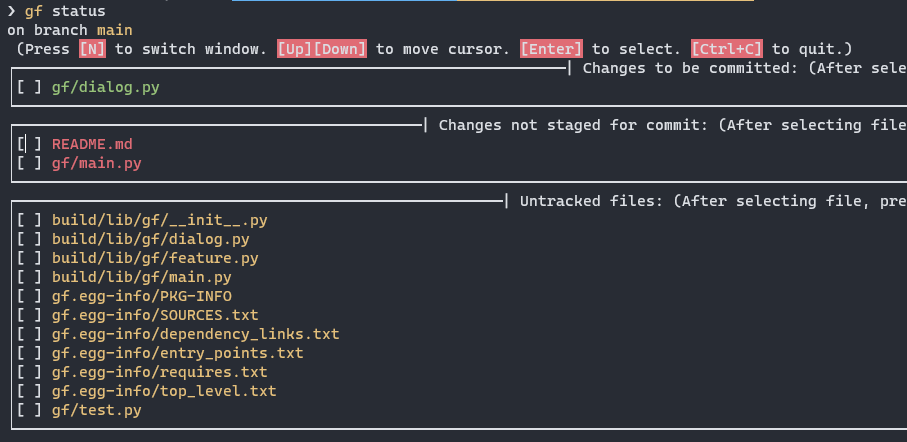 ❯ gf status
on branch main
(Press [N] to switch window. [Up][Down] to move cursor. [Enter] to select. [Ctrl+C] to quit.)
Changes to be committed: (After sele
[ ] gf/dialog.py
Changes not staged for commit: (After selecting file
[ ] README.md
[ ] gf/main.py
Untracked files: (After selecting file, pre
[ ] build/lib/gf/__init__.py
[ ] build/lib/gf/dialog.py
[ ] build/lib/gf/feature.py
[ ] build/lib/gf/main.py
[ ] gf.egg-info/PKG-INFO
[ ] gf.egg-info/SOURCES.txt
[ ] gf.egg-info/dependency_links.txt
[ ] gf.egg-info/entry_points.txt
[ ] gf.egg-info/requires.txt
[ ] gf.egg-info/top_level.txt
[ ] gf/test.py